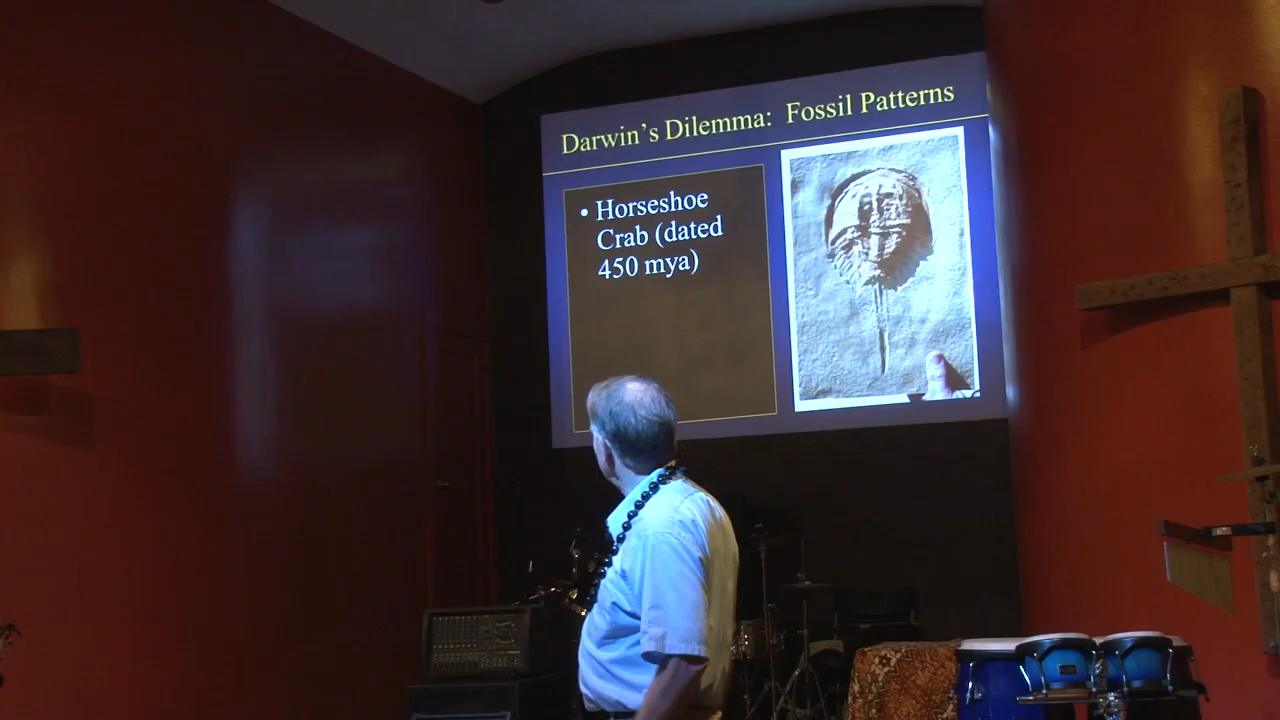 Darwin's Dilemma: Fossil Patterns
• Horseshoe
Crab (dated
450 mya)